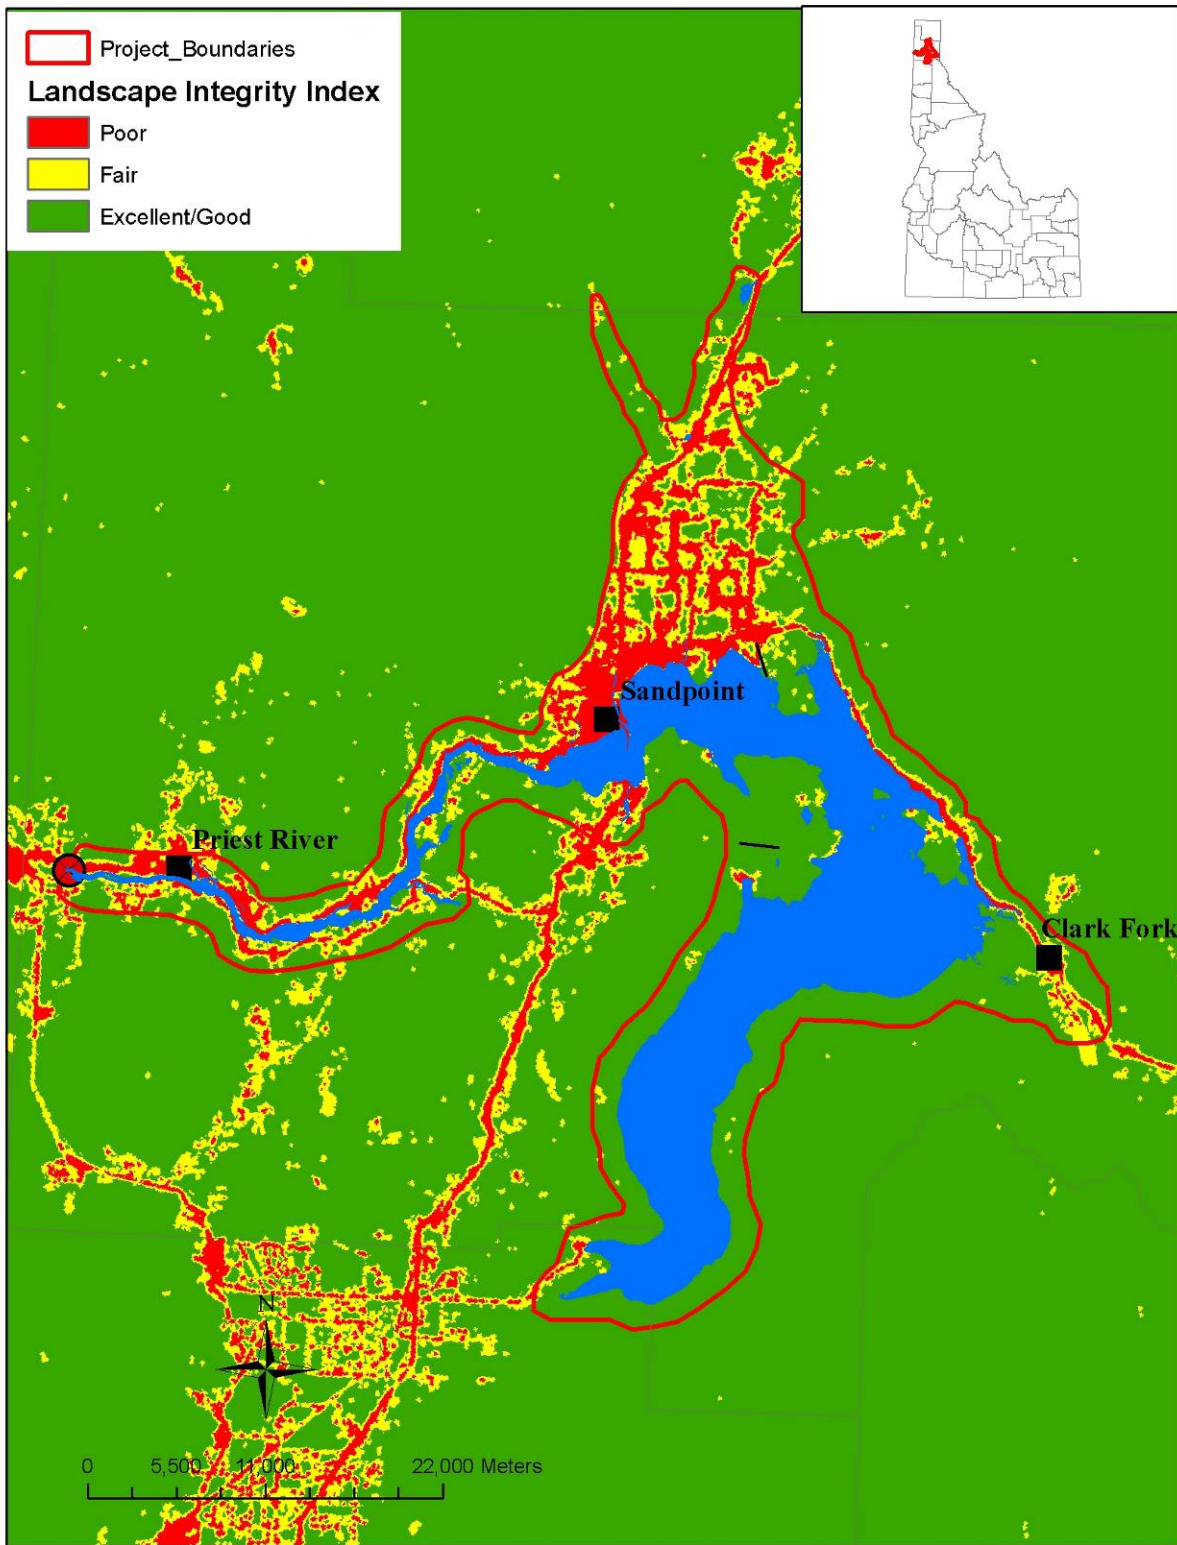 Project_Boundaries
Landscape Integrity Index
Poor
Fair
Excellent/Good
Sandpoint
Priest River
Clark Fork
N
0 5,500 11,000 22,000 Meters